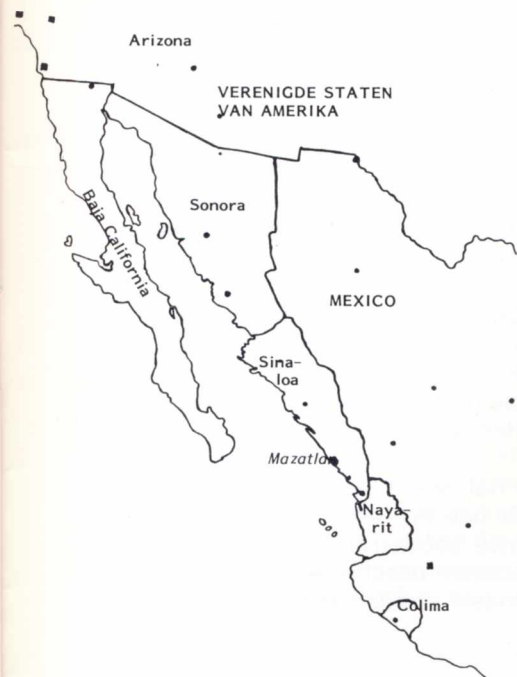 Arizona
VERENIGDE STATEN
VAN AMERIKA
Sonora
Baja California
MEXICO
Sina-
loa
Mazatlan
Naya-
rit
Colima